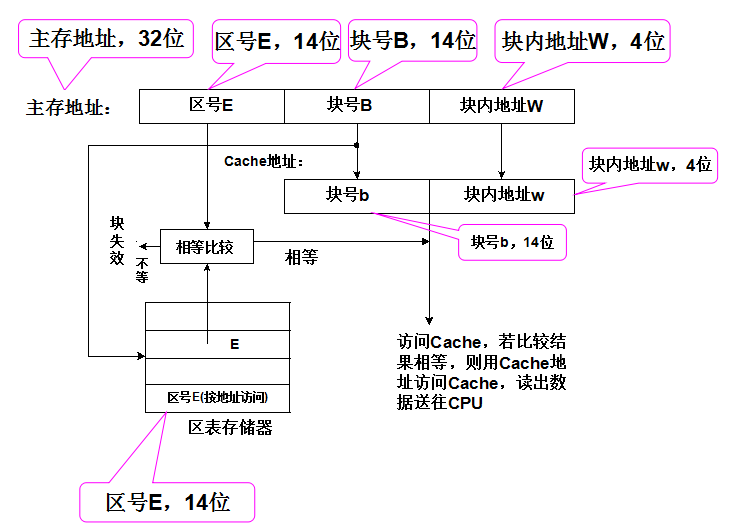 主存地址，32位
区号E，14位
块号B，14位
块内地址W，4位
主存地址：
区号E
块号B
块内地址W
Cache地址：
块号b
块内地址w
块内地址w，4位
块号b，14位
块失效
不等
相等比较
相等
E
区号E(按地址访问)
区表存储器
访问Cache，若比较结
果相等，则用Cache地
址访问Cache，读出数
据送往CPU
区号E，14位